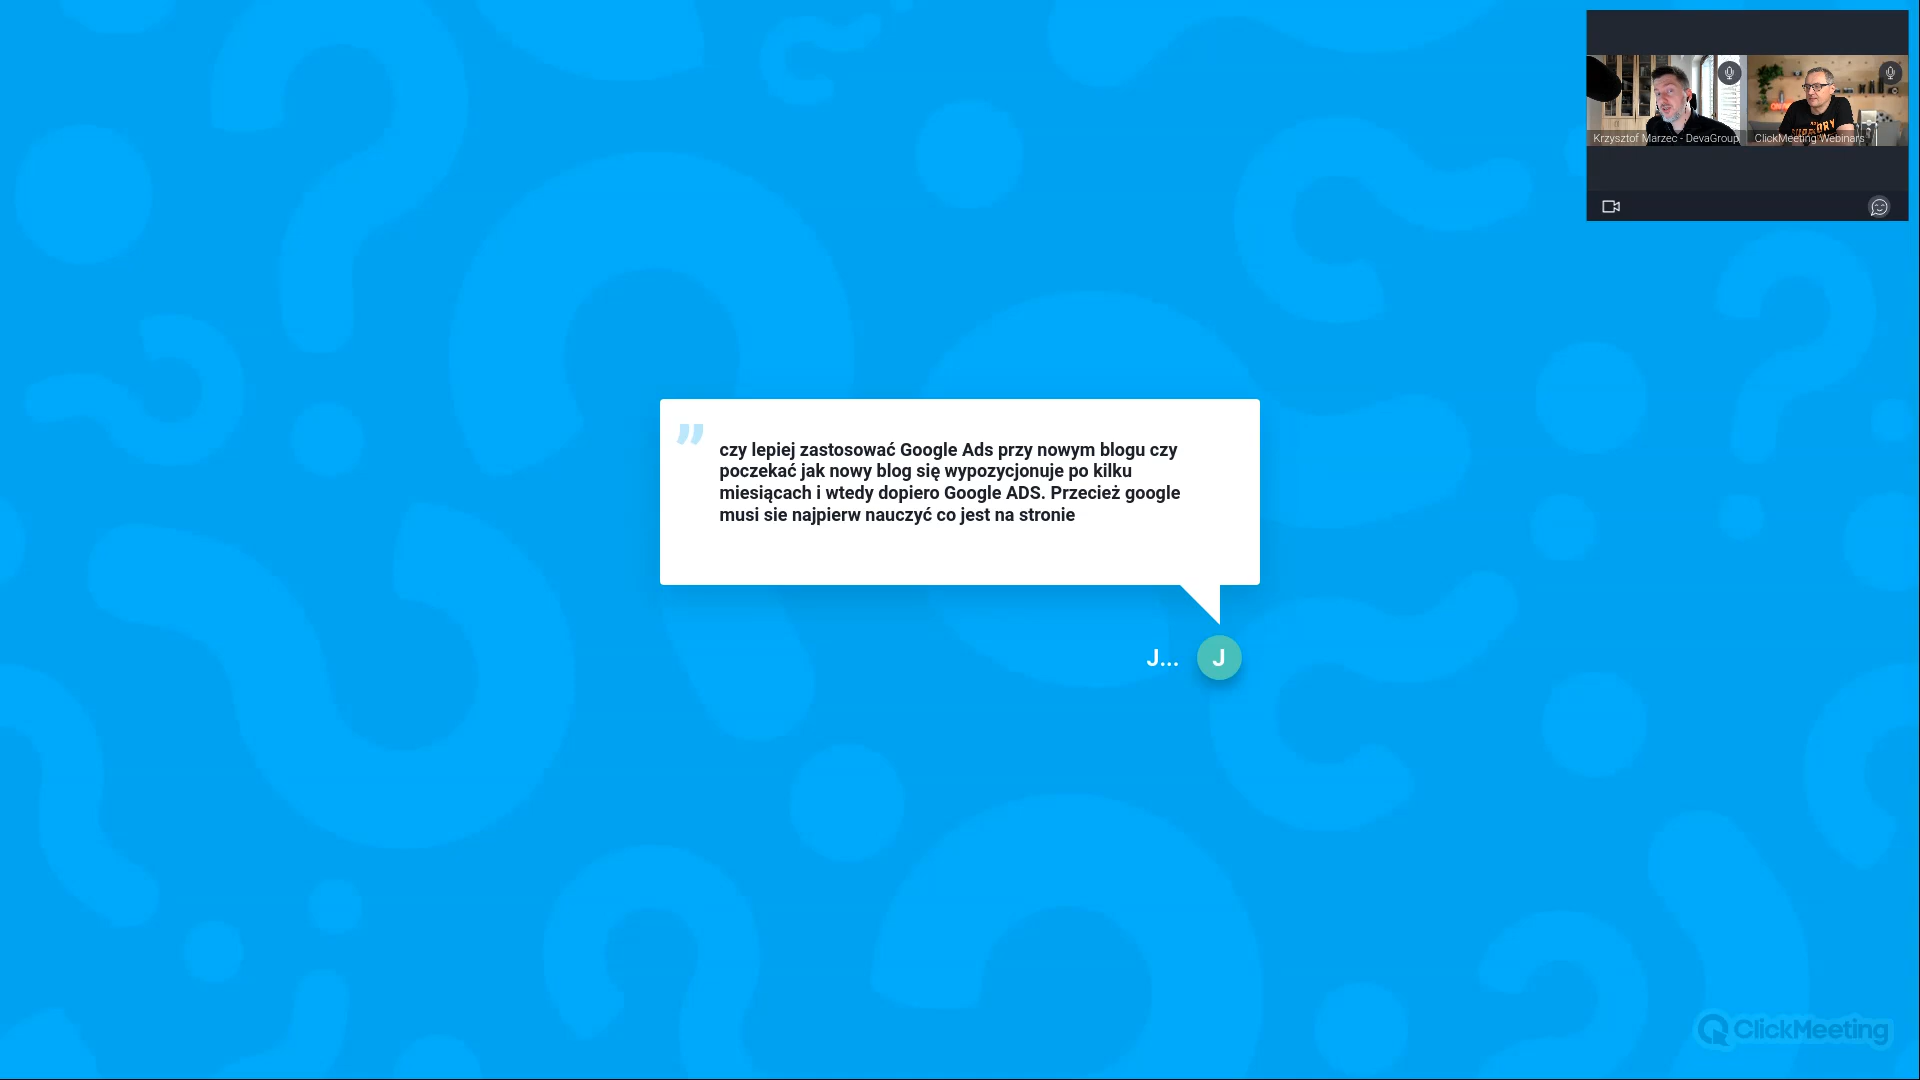 Krzysztof Marzec - DevaGroup
ClickMeeting Webinars
czy lepiej zastosować Google Ads przy nowym blogu czy
poczekać jak nowy blog się wypozycjonuje po kilku
miesiącach i wtedy dopiero Google ADS. Przecież google
musi sie najpierw nauczyć co jest na stronie
J...
J
ClickMeeting